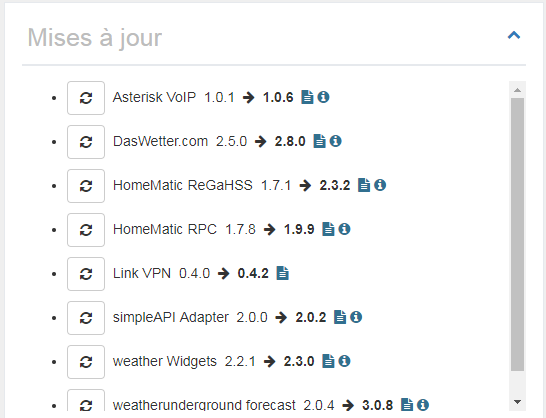 Mises à jour
Asterisk VoIP 1.0.1 → 1.0.6
DasWetter.com 2.5.0 → 2.8.0
HomeMatic ReGaHSS 1.7.1 → 2.3.2
HomeMatic RPC 1.7.8 → 1.9.9
Link VPN 0.4.0 → 0.4.2
simpleAPI Adapter 2.0.0 → 2.0.2
weather Widgets 2.2.1 → 2.3.0
weatherunderground forecast 2.0.4 → 3.0.8